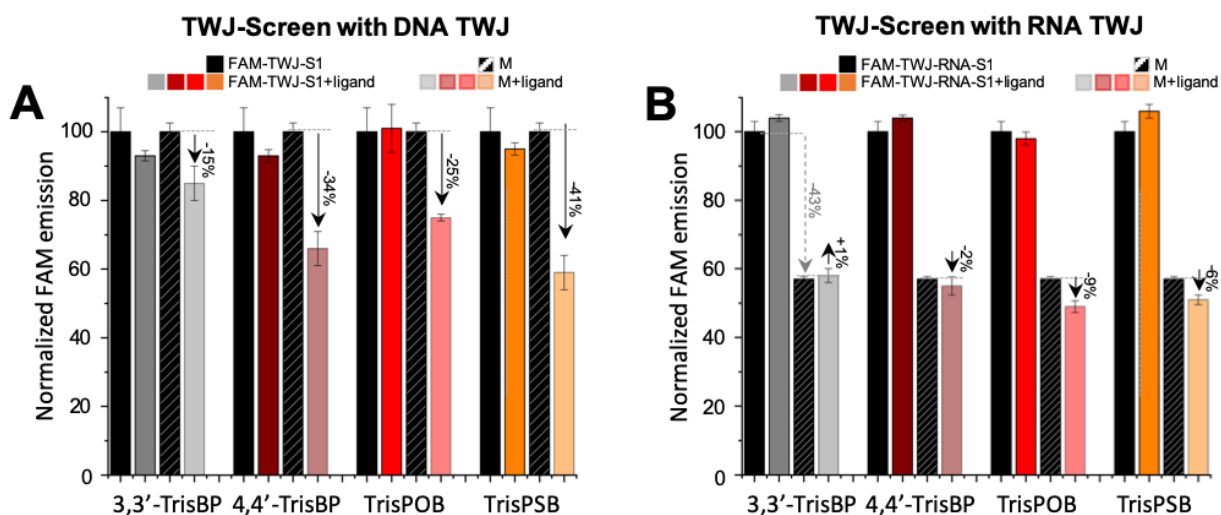 TWJ-Screen with DNA TWJ
FAM-TWJ-S1
M
FAM-TWJ-S1+ligand
M+ligand
A
Normalized FAM emission
100
80
60
40
20
0
-15%
-34%
-25%
-41%
3,3′-TrisBP
4,4′-TrisBP
TrisPOB
TrisPSB
TWJ-Screen with RNA TWJ
FAM-TWJ-RNA-S1
M
FAM-TWJ-RNA-S1+ligand
M+ligand
B
Normalized FAM emission
100
80
60
40
20
0
-43%
+1%
-2%
-9%
-6%
3,3′-TrisBP
4,4′-TrisBP
TrisPOB
TrisPSB